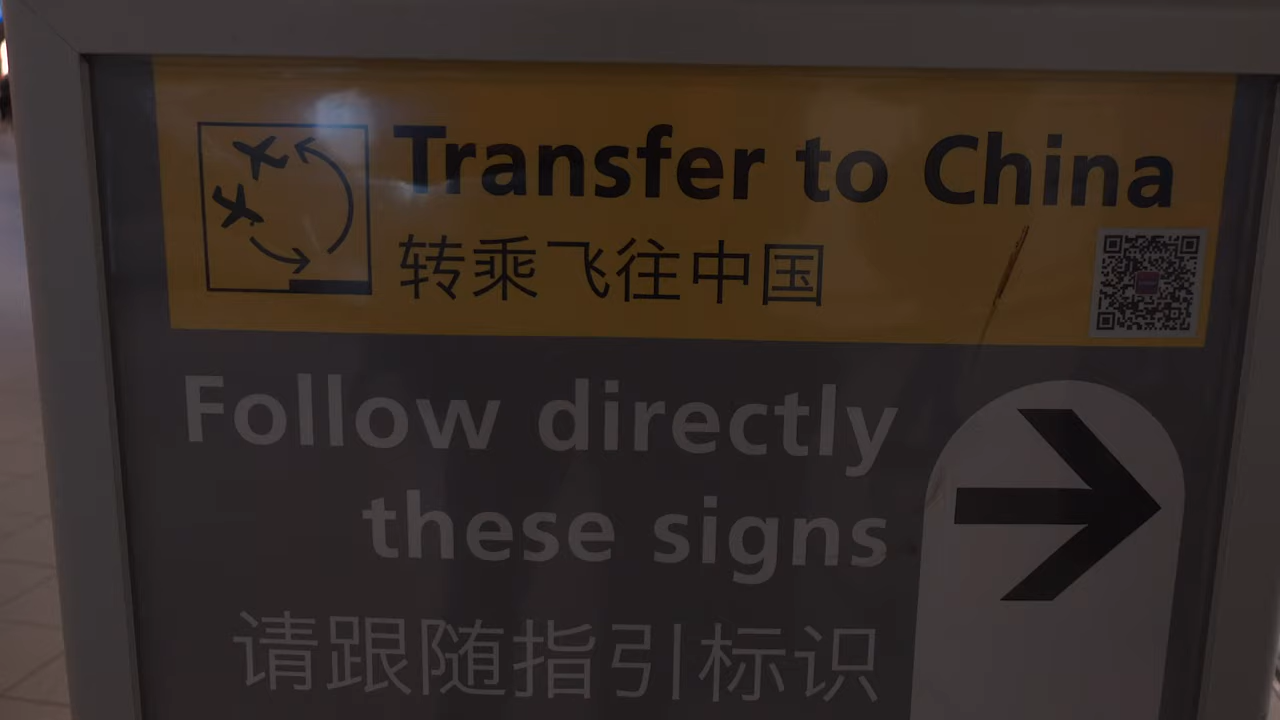 Transfer to China
转乘飞往中国
Follow directly
these signs
请跟随指引标识